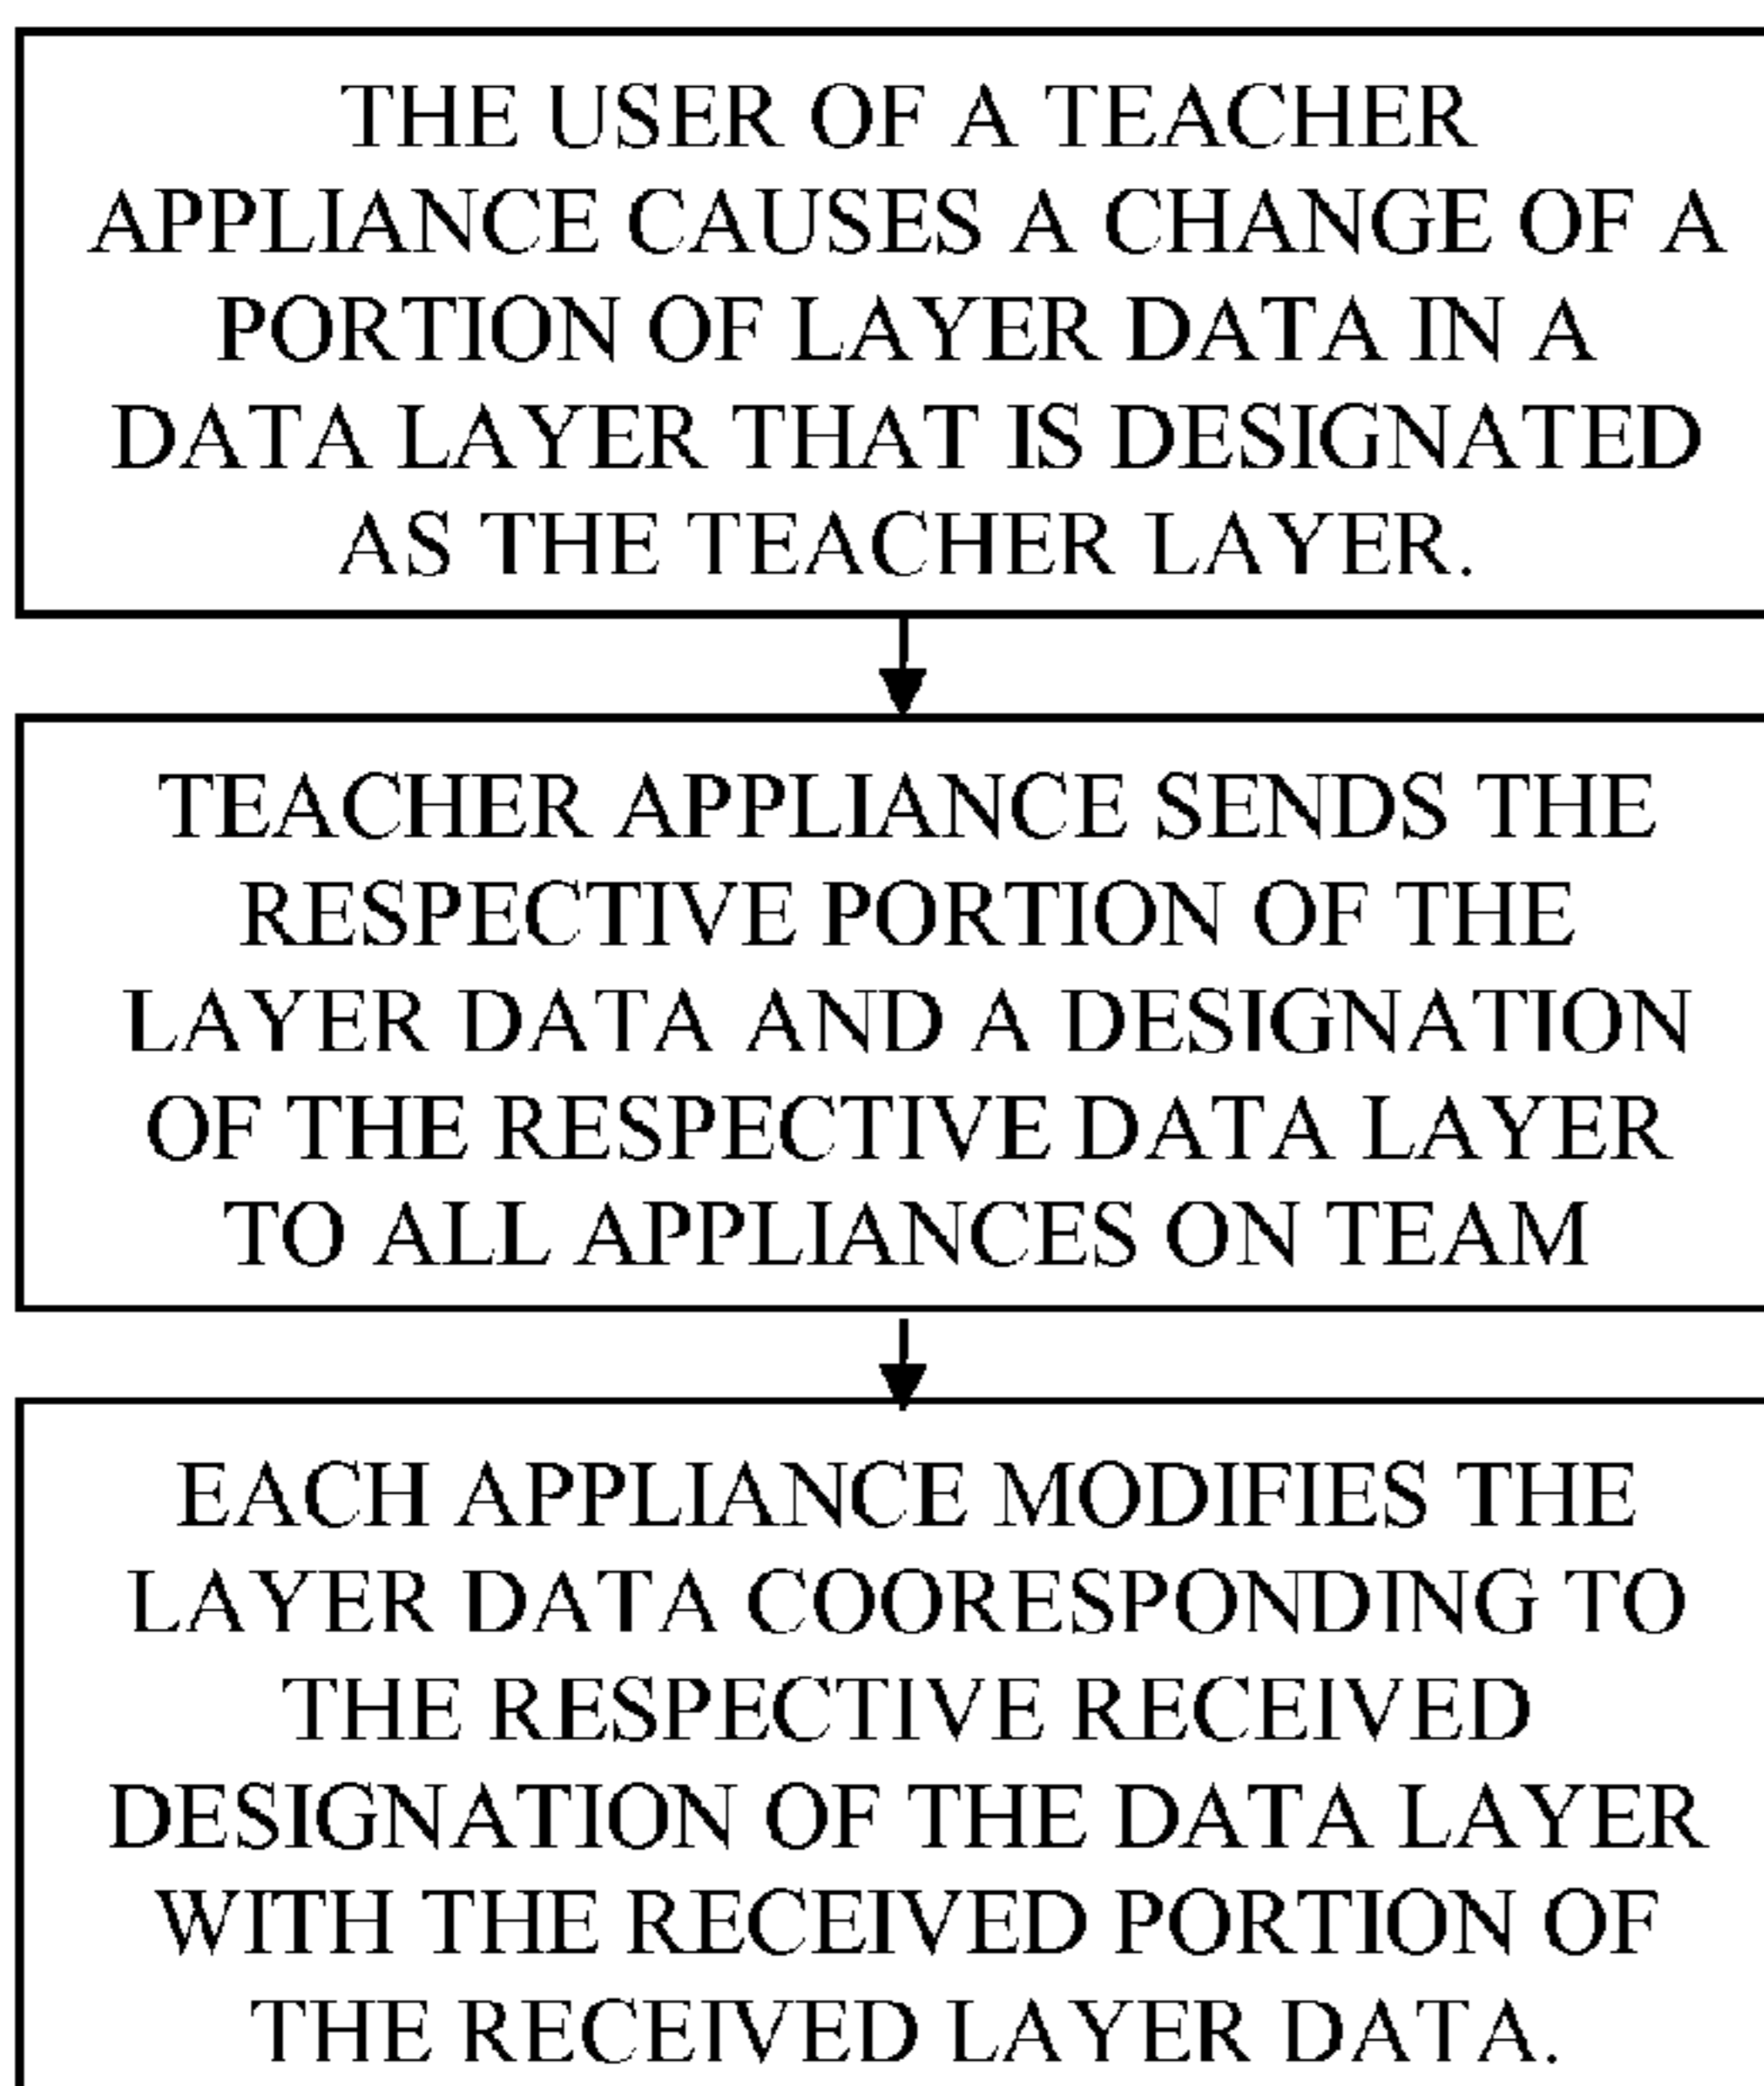 THE USER OF A TEACHER
APPLIANCE CAUSES A CHANGE OF A
PORTION OF LAYER DATA IN A
DATA LAYER THAT IS DESIGNATED
AS THE TEACHER LAYER.
TEACHER APPLIANCE SENDS THE
RESPECTIVE PORTION OF THE
LAYER DATA AND A DESIGNATION
OF THE RESPECTIVE DATA LAYER
TO ALL APPLIANCES ON TEAM
EACH APPLIANCE MODIFIES THE
LAYER DATA COORESPONDING TO
THE RESPECTIVE RECEIVED
DESIGNATION OF THE DATA LAYER
WITH THE RECEIVED PORTION OF
THE RECEIVED LAYER DATA.